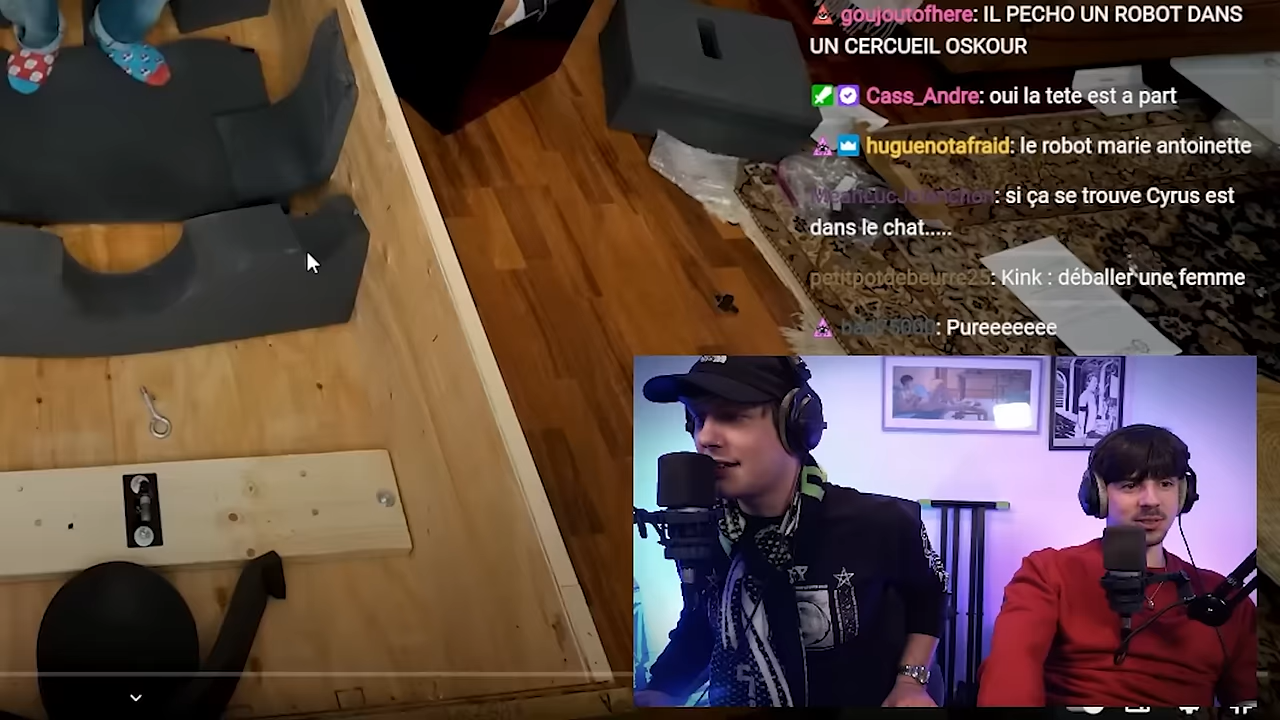 goujoutofhere: IL PECHO UN ROBOT DANS
UN CERCUEIL OSKOUR
Cass_Andre: oui la tete est a part
huguenotafraid: le robot marie antoinette
: si ça se trouve Cyrus est
dans le chat.....
petitpotdebeurre25: Kink : déballer une femme
: Pureeeeeee